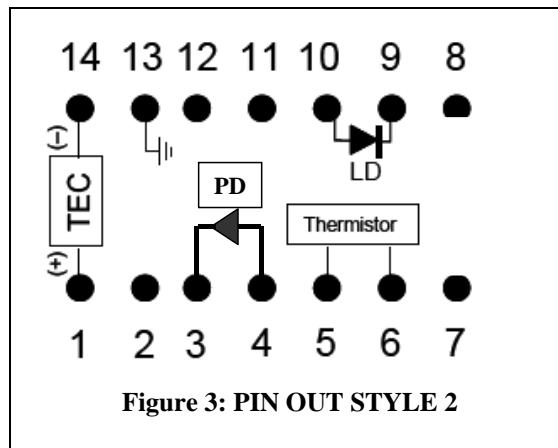 14 13 12 11 10 9 8
(-)
TEC
(+)
LD
PD
Thermistor
1 2 3 4 5 6 7
Figure 3: PIN OUT STYLE 2